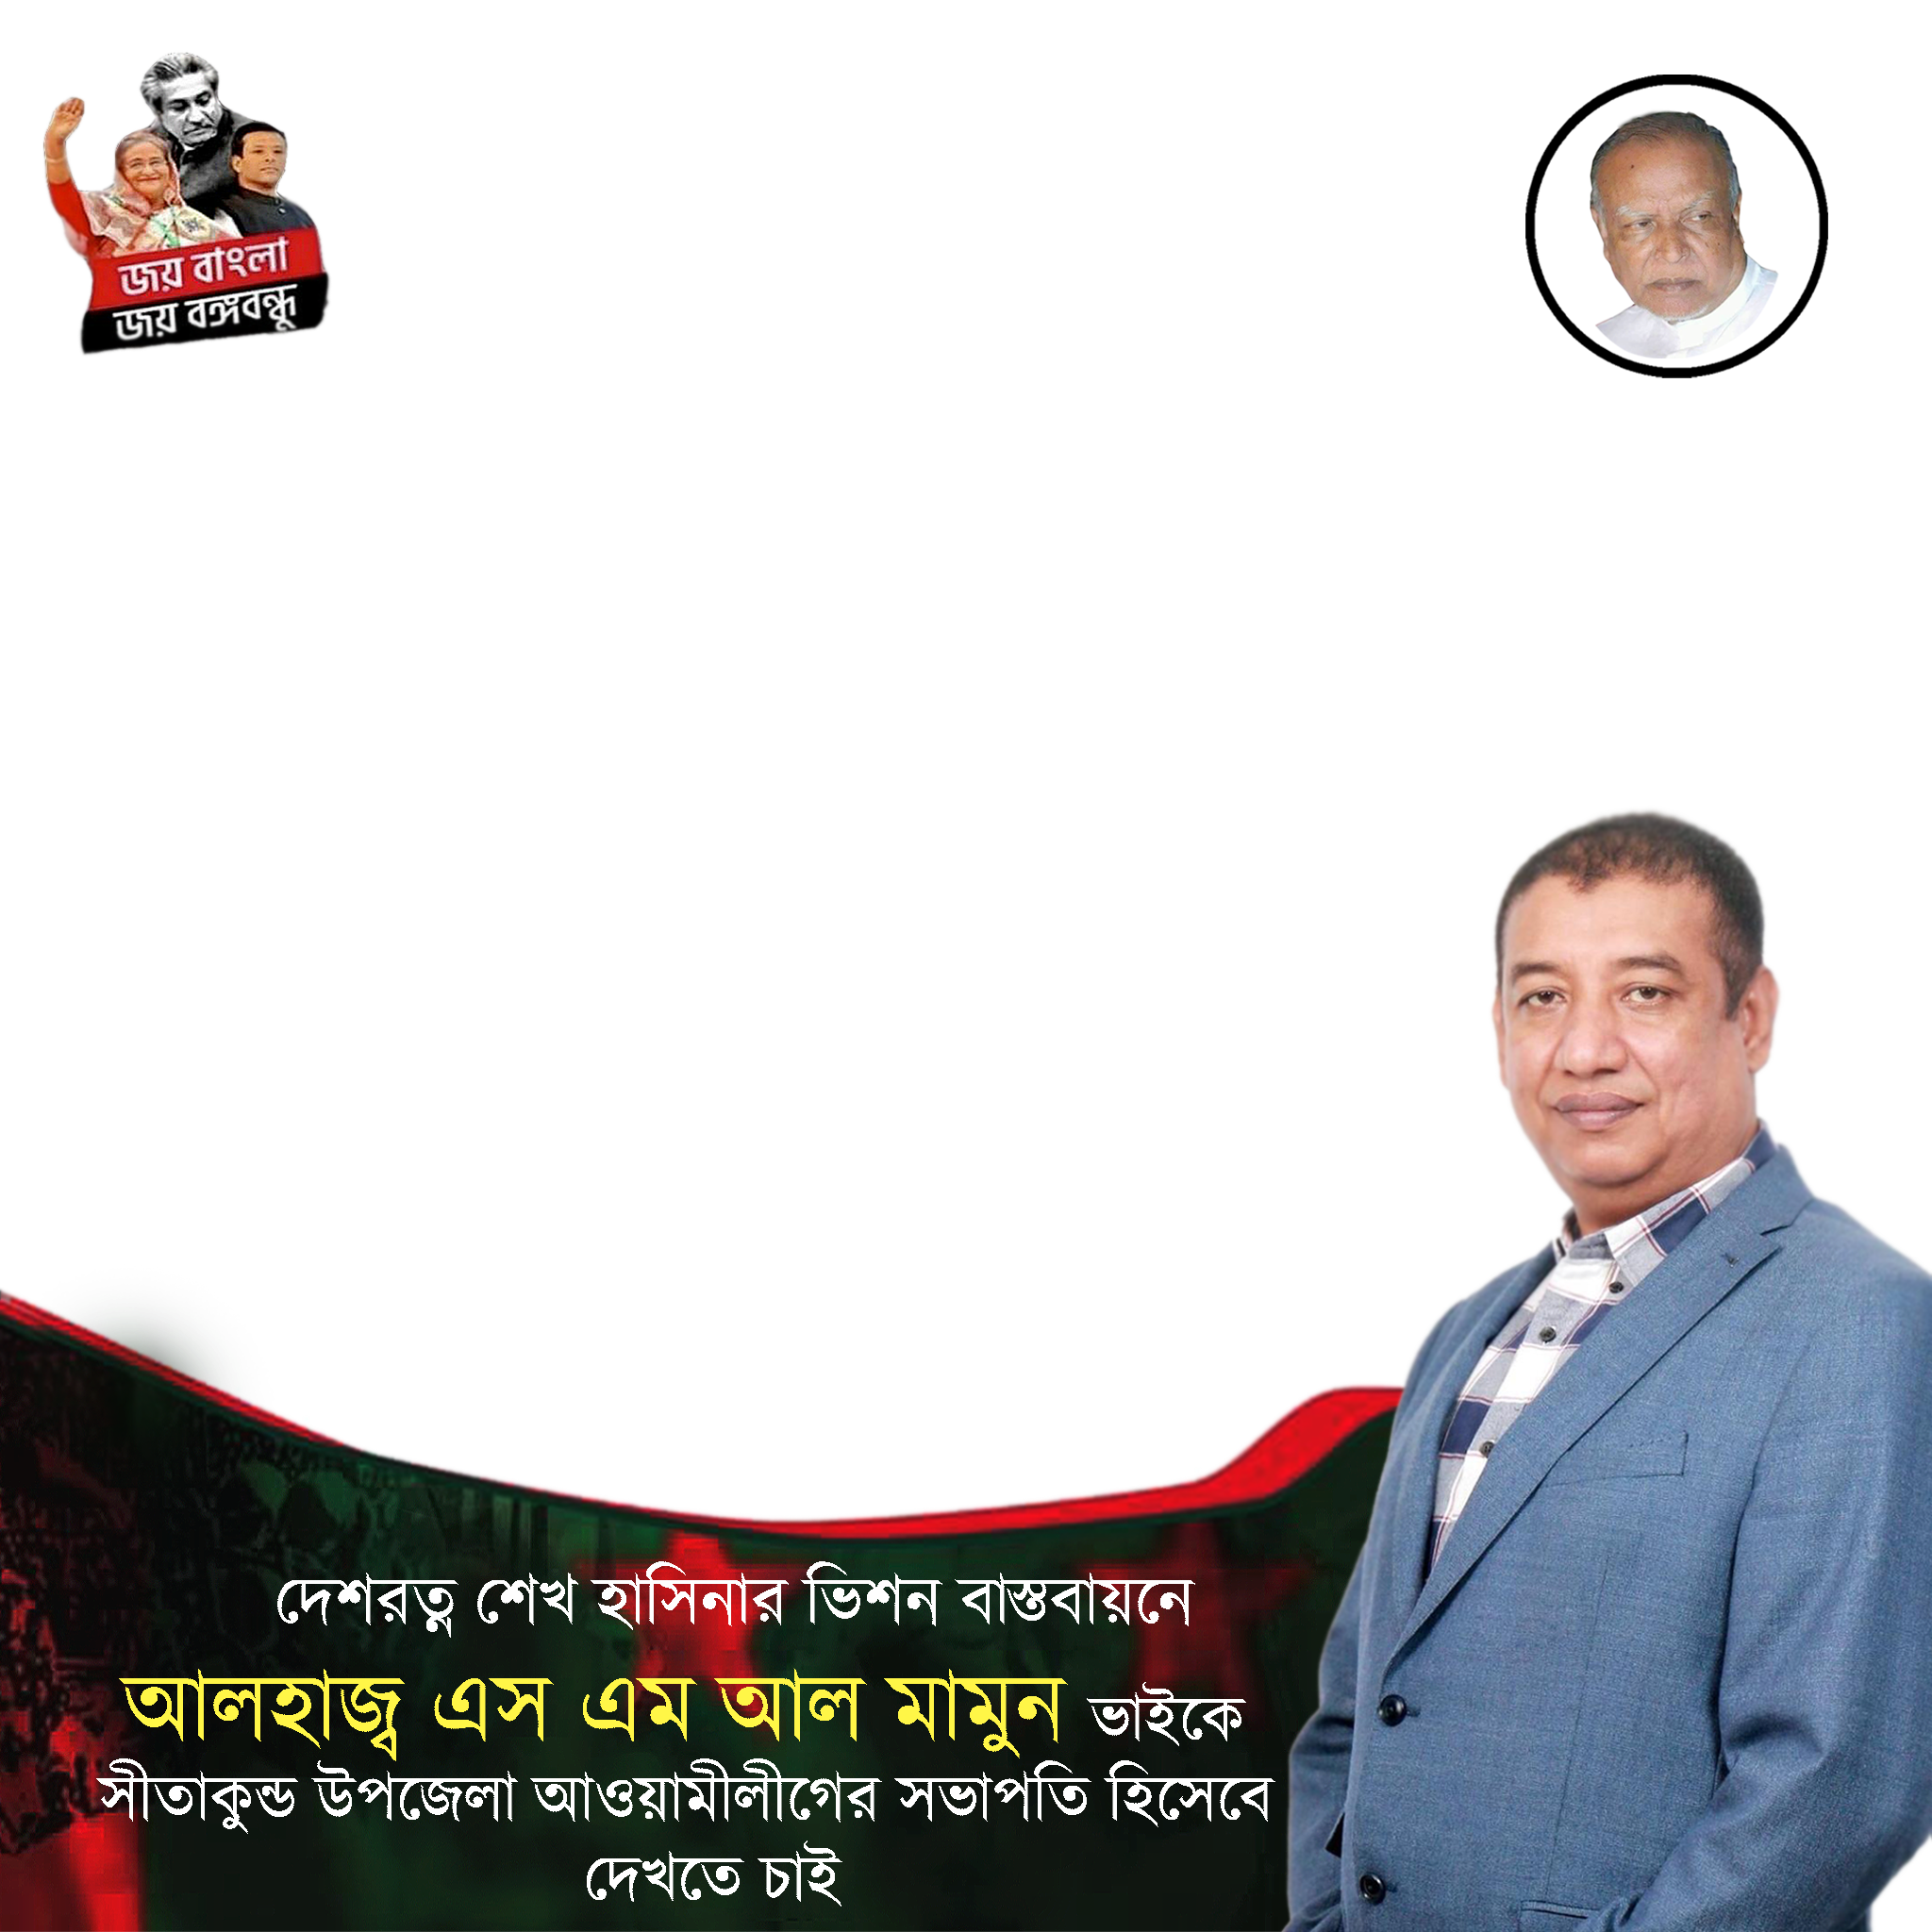 জয় বাংলা
জয় বঙ্গবন্ধু
দেশরত্ন শেখ হাসিনার ভিশন বাস্তবায়নে
আলহাজ্ব এস এম আল মামুন ভাইকে
সীতাকুন্ড উপজেলা আওয়ামীলীগের সভাপতি হিসেবে
দেখতে চাই